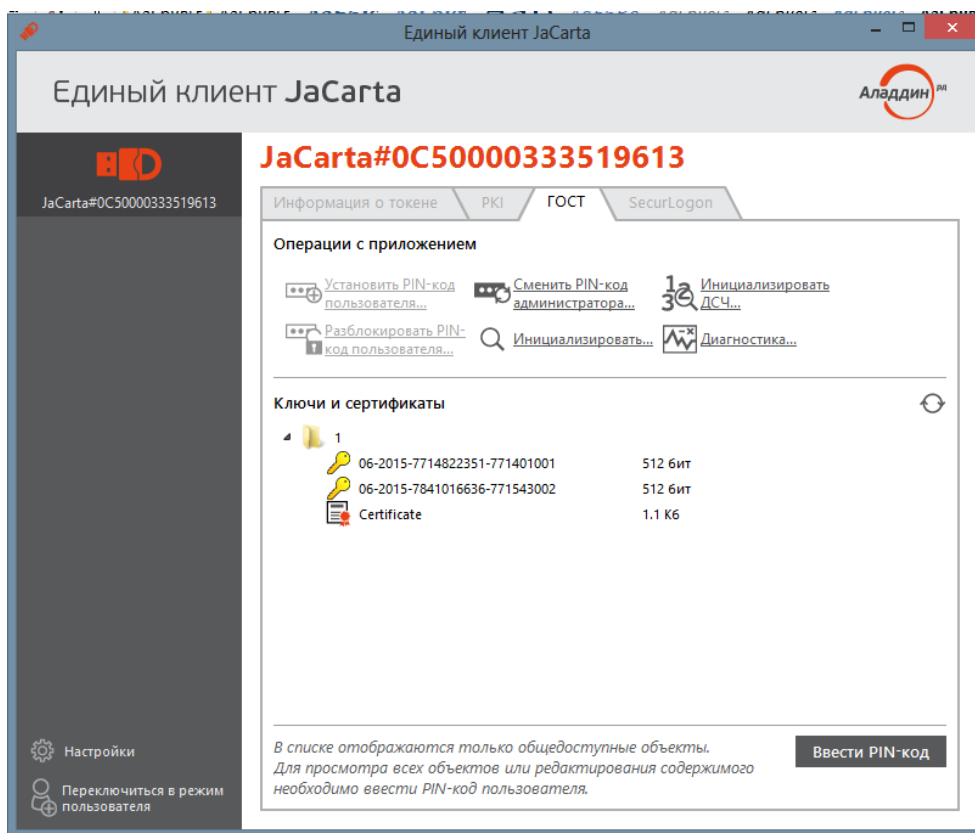 Единый клиент JaCarta
Единый клиент JaCarta
Аладдин РД
JaCarta#0C50000333519613
JaCarta#0C50000333519613
Информация о токене PKI ГОСТ SecurLogon
Операции с приложением
Установить PIN-код
пользователя...
Сменить PIN-код
администратора...
Инициализировать
ДСЧ...
Разблокировать PIN-
код пользователя...
Инициализировать...
Диагностика...
Ключи и сертификаты
1
06-2015-7714822351-771401001 512 бит
06-2015-7841016636-771543002 512 бит
Certificate 1.1 Кб
Настройки
Переключиться в режим
пользователя
В списке отображаются только общедоступные объекты.
Для просмотра всех объектов или редактирования содержимого
необходимо ввести PIN-код пользователя.
Ввести PIN-код